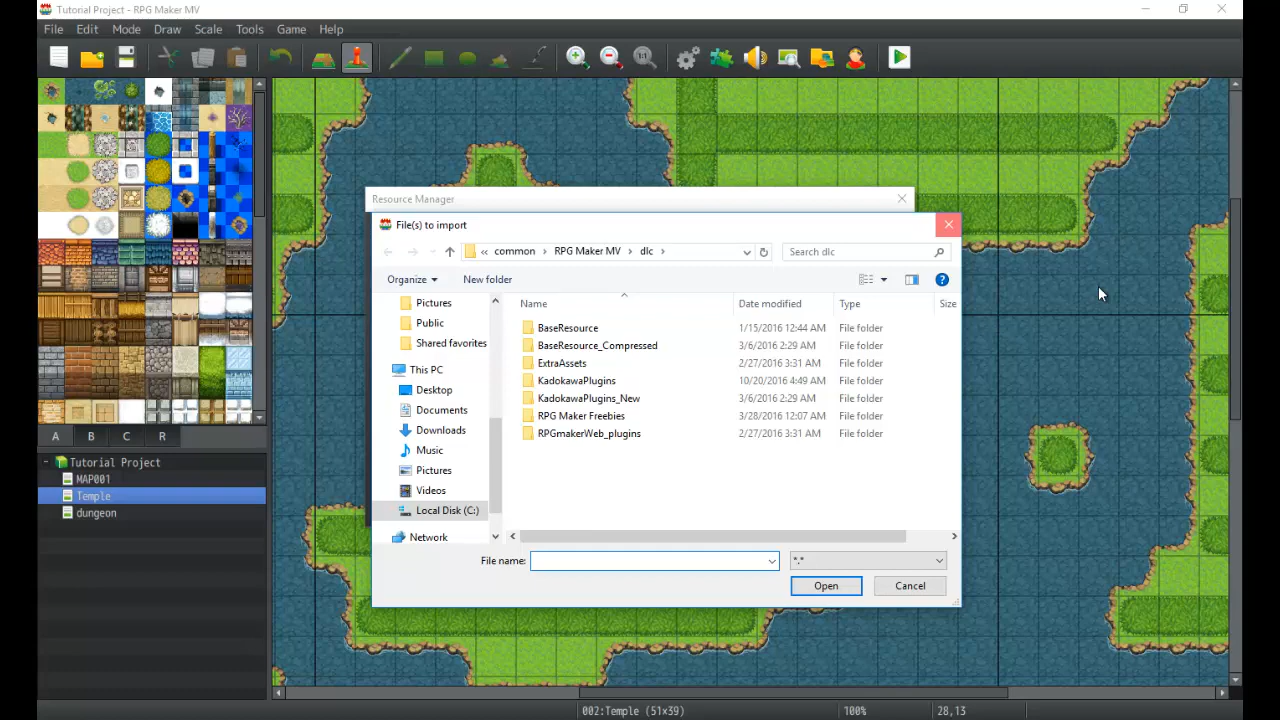 Tutorial Project - RPG Maker MV
File Edit Mode Draw Scale Tools Game Help
1:1
Resource Manager
File(s) to import
« common › RPG Maker MV › dlc ›
Search dlc
Organize New folder
?
Pictures
Public
Shared favorites
This PC
Desktop
Documents
Downloads
Music
Pictures
Videos
Local Disk (C:)
Network
Name Date modified Type Size
BaseResource 1/15/2016 12:44 AM File folder
BaseResource_Compressed 3/6/2016 2:29 AM File folder
ExtraAssets 2/27/2016 3:31 AM File folder
KadokawaPlugins 10/20/2016 4:49 AM File folder
KadokawaPlugins_New 3/6/2016 2:29 AM File folder
RPG Maker Freebies 3/28/2016 12:07 AM File folder
RPGmakerWeb_plugins 2/27/2016 3:31 AM File folder
File name: *.*
Open Cancel
A B C R
Tutorial Project
MAP001
Temple
dungeon
002:Temple (51x39) 100% 28,13